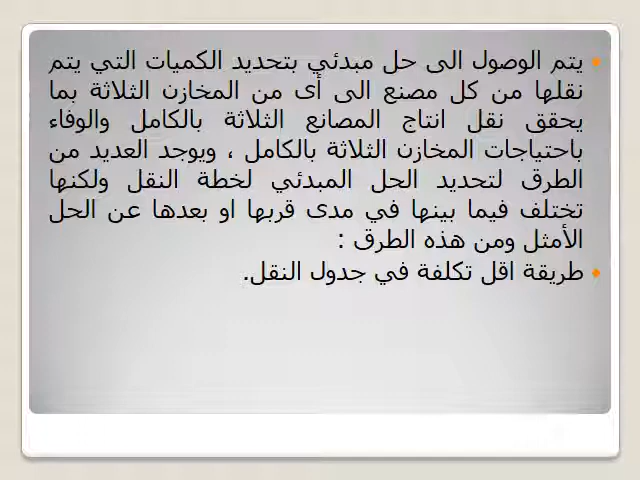 يتم الوصول الى حل مبدئي بتحديد الكميات التي يتم
نقلها من كل مصنع الى أى من المخازن الثلاثة بما
يحقق نقل انتاج المصانع الثلاثة بالكامل والوفاء
باحتياجات المخازن الثلاثة بالكامل ، ويوجد العديد من
الطرق لتحديد الحل المبدئي لخطة النقل ولكنها
تختلف فيما بينها في مدى قربها او بعدها عن الحل
الأمثل ومن هذه الطرق :
طريقة اقل تكلفة في جدول النقل.